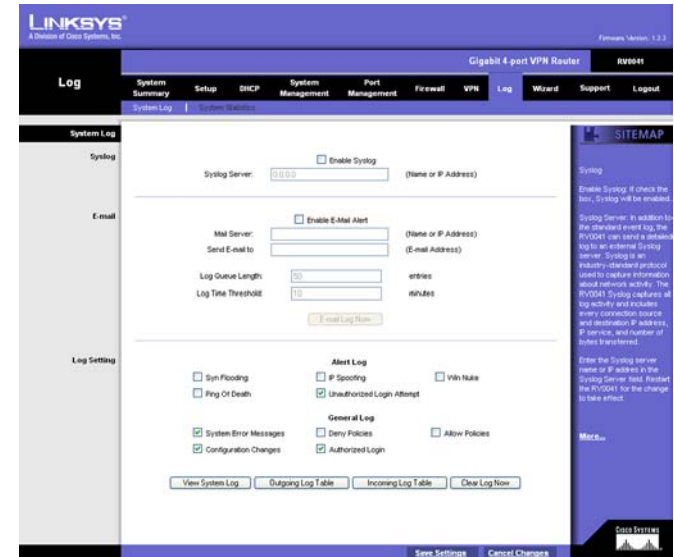 LINKSYS®
A Division of Cisco Systems, Inc.
Firmware Version: 1.3.3
Gigabit 4-port VPN Router
RV0041
Log
System Summary
Setup
DHCP
System Management
Port Management
Firewall
VPN
Log
Wizard
Support
Logout
System Log | System Statistics
System Log
SITEMAP
Syslog
Enable Syslog
Syslog Server: 0.0.0.0 (Name or IP Address)
E-mail
Enable E-Mail Alert
Mail Server: (Name or IP Address)
Send E-mail to (E-mail Address)
Log Queue Length: 50 entries
Log Time Threshold: 10 minutes
E-mail Log Now
Log Setting
Alert Log
Syn Flooding
IP Spoofing
Win Nuke
Ping Of Death
Unauthorized Login Attempt
General Log
System Error Messages
Deny Policies
Allow Policies
Configuration Changes
Authorized Login
View System Log
Outgoing Log Table
Incoming Log Table
Clear Log Now
Save Settings
Cancel Changes
Syslog
Enable Syslog: If check the
box, Syslog will be enabled.
Syslog Server: In addition to
the standard event log, the
RV0041 can send a detailed
log to an external Syslog
server. Syslog is an
industry-standard protocol
used to capture information
about network activity. The
RV0041 Syslog captures all
log activity and includes
every connection source
and destination IP address,
IP service, and number of
bytes transferred.
Enter the Syslog server
name or IP addres in the
Syslog Server field. Restart
the RV0041 for the change
to take effect.
More...
CISCO SYSTEMS